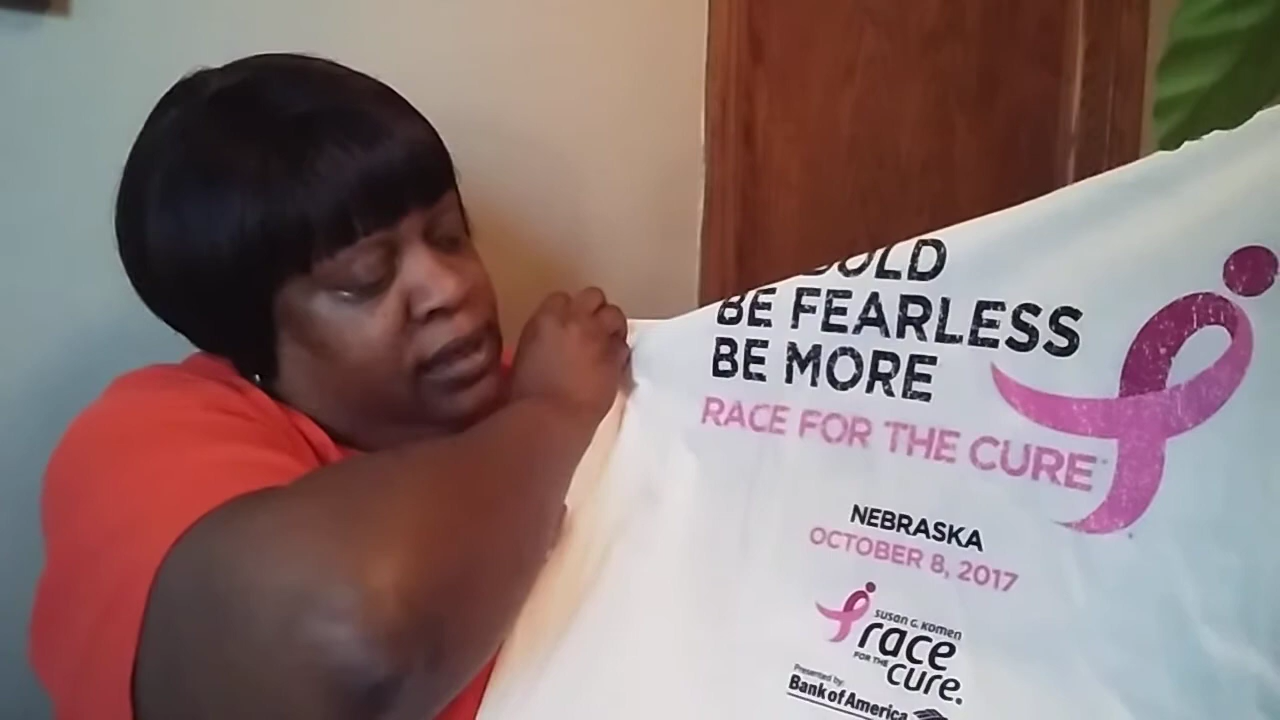 BE FEARLESS
BE MORE
RACE FOR THE CURE
NEBRASKA
OCTOBER 8, 2017
SUSAN G. KOMEN
race
FOR THE
cure.
Presented by:
Bank of America